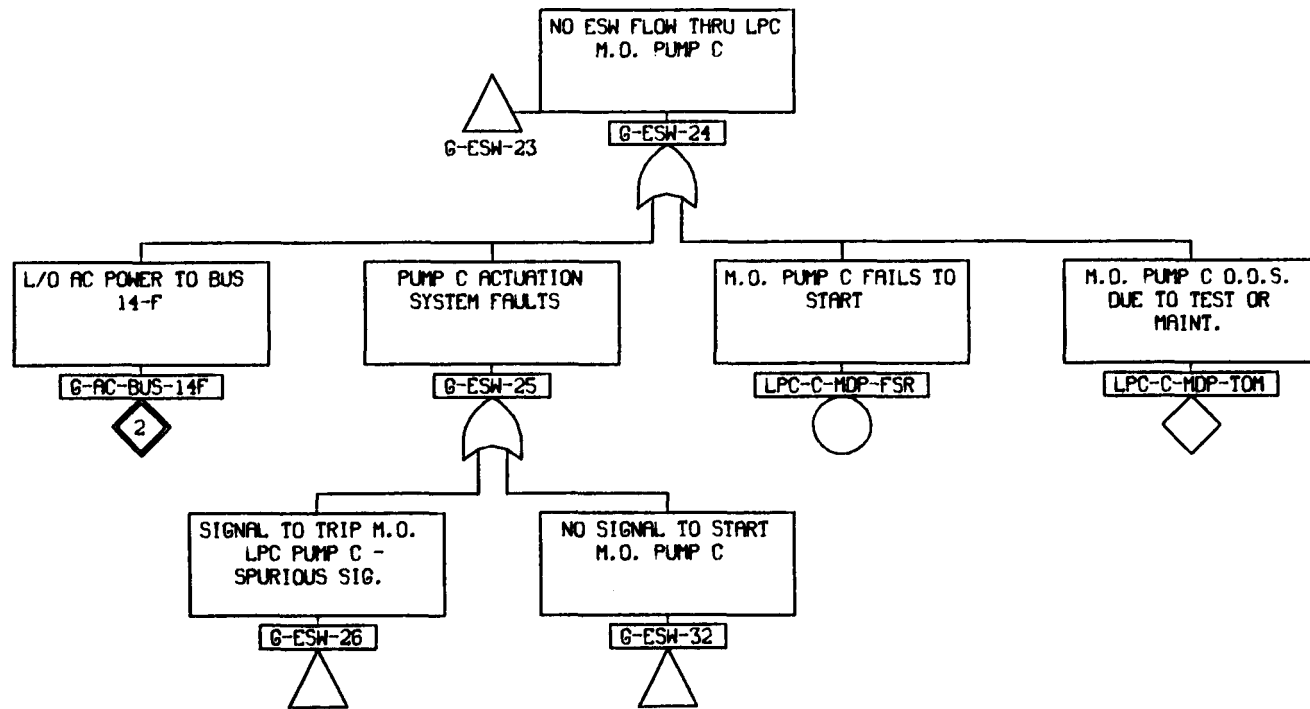 NO ESW FLOW THRU LPC
M.O. PUMP C
G-ESW-23
G-ESW-24
L/O AC POWER TO BUS
14-F
G-AC-BUS-14F
2
PUMP C ACTUATION
SYSTEM FAULTS
G-ESW-25
M.O. PUMP C FAILS TO
START
LPC-C-MDP-FSR
M.O. PUMP C O.O.S.
DUE TO TEST OR
MAINT.
LPC-C-MDP-TOM
SIGNAL TO TRIP M.O.
LPC PUMP C -
SPURIOUS SIG.
G-ESW-26
NO SIGNAL TO START
M.O. PUMP C
G-ESW-32